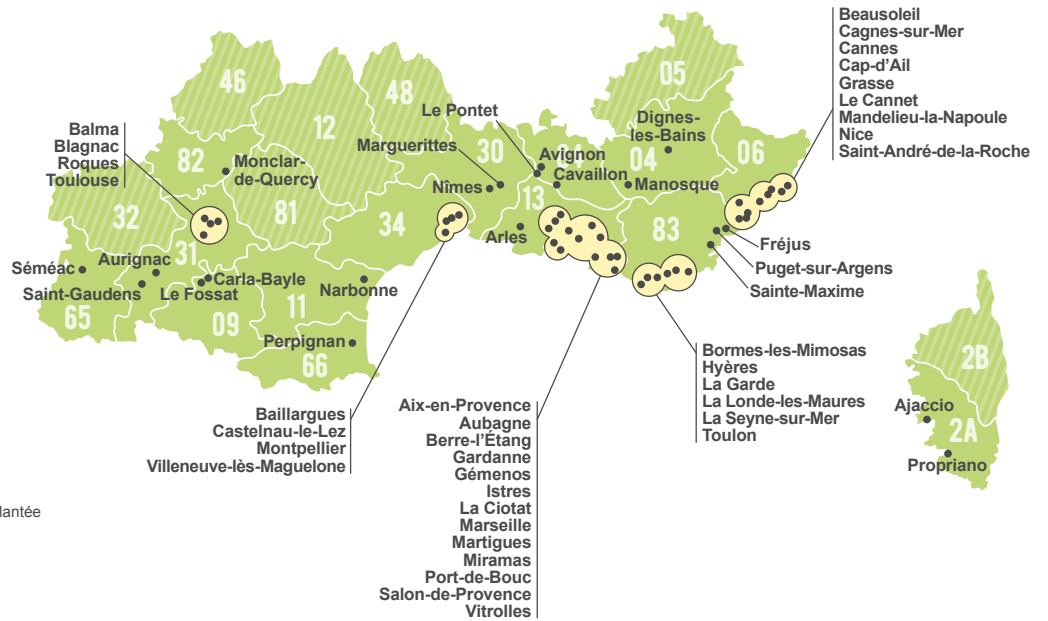 Beausoleil
Cagnes-sur-Mer
Cannes
Cap-d'Ail
Grasse
Le Cannet
Mandelieu-la-Napoule
Nice
Saint-André-de-la-Roche
05
46
48
12
Le Pontet
Dignes-
les-Bains
Balma
Blagnac
Roques
Toulouse
Marguerittes
30
Avignon
Cavaillon
04
06
82
Monclar-
de-Quercy
Nîmes
13
Manosque
32
81
34
Arles
83
31
Fréjus
Puget-sur-Argens
Sainte-Maxime
Séméac
Aurignac
Saint-Gaudens
Carla-Bayle
Le Fossat
Narbonne
65
09
11
Perpignan
66
2B
Bormes-les-Mimosas
Hyères
La Garde
La Londe-les-Maures
La Seyne-sur-Mer
Toulon
Ajaccio
2A
Propriano
Baillargues
Castelnau-le-Lez
Montpellier
Villeneuve-lès-Maguelone
Aix-en-Provence
Aubagne
Berre-l'Étang
Gardanne
Gémenos
Istres
La Ciotat
Marseille
Martigues
Miramas
Port-de-Bouc
Salon-de-Provence
Vitrolles
lantée